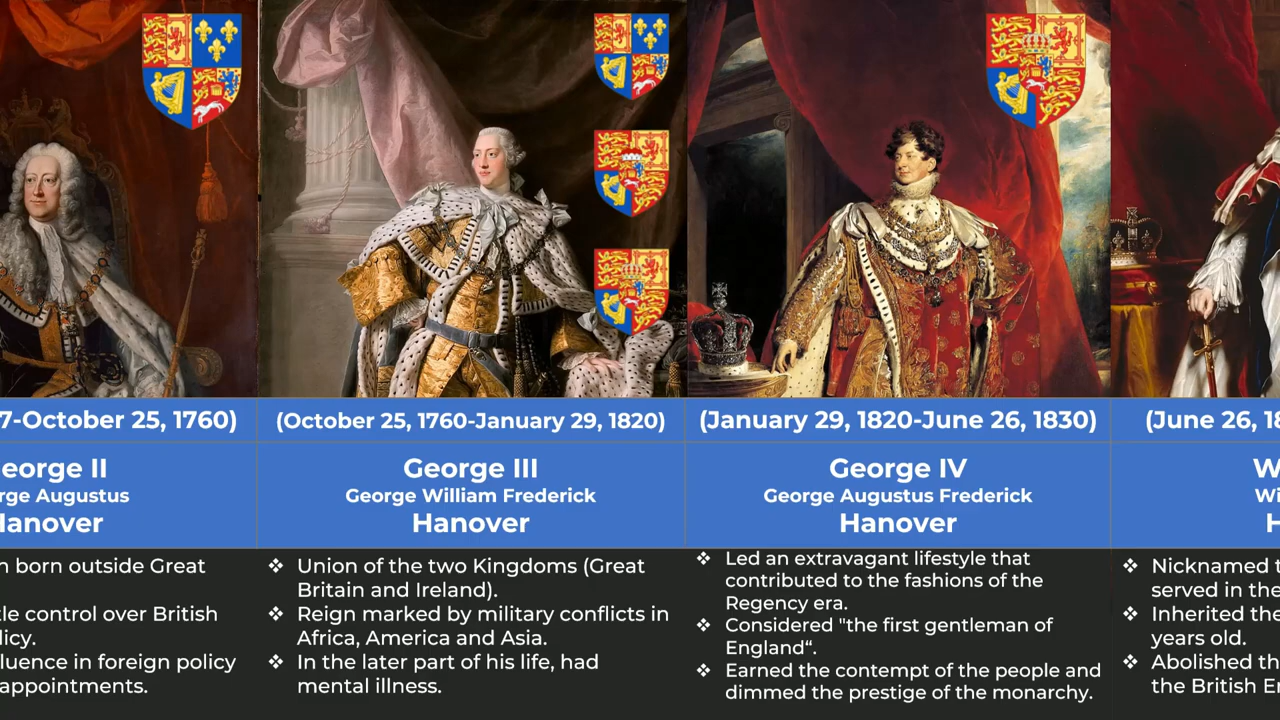 7-October 25, 1760)
eorge II
rge Augustus
Hanover
n born outside Great
tle control over British
licy.
luence in foreign policy
appointments.
(October 25, 1760-January 29, 1820)
George III
George William Frederick
Hanover
❖ Union of the two Kingdoms (Great
Britain and Ireland).
❖ Reign marked by military conflicts in
Africa, America and Asia.
❖ In the later part of his life, had
mental illness.
(January 29, 1820-June 26, 1830)
George IV
George Augustus Frederick
Hanover
❖ Led an extravagant lifestyle that
contributed to the fashions of the
Regency era.
❖ Considered "the first gentleman of
England“.
❖ Earned the contempt of the people and
dimmed the prestige of the monarchy.
(June 26, 18
W
Wi
H
❖ Nicknamed t
served in the
❖ Inherited the
years old.
❖ Abolished th
the British E